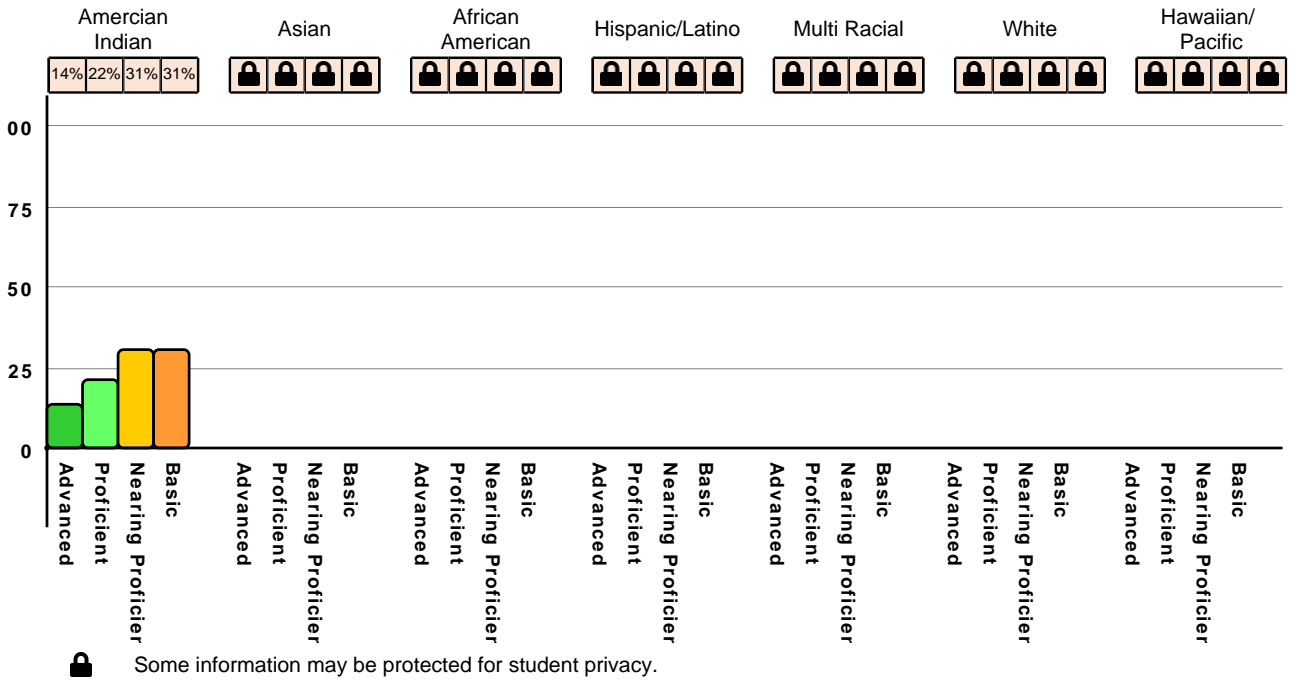 Amercian
Indian
Asian
African
American
Hispanic/Latino
Multi Racial
White
Hawaiian/
Pacific
14% 22% 31% 31%
00
75
50
25
0
Advanced
Proficient
Nearing Proficier
Basic
Advanced
Proficient
Nearing Proficier
Basic
Advanced
Proficient
Nearing Proficier
Basic
Advanced
Proficient
Nearing Proficier
Basic
Advanced
Proficient
Nearing Proficier
Basic
Advanced
Proficient
Nearing Proficier
Basic
Advanced
Proficient
Nearing Proficier
Basic
Some information may be protected for student privacy.